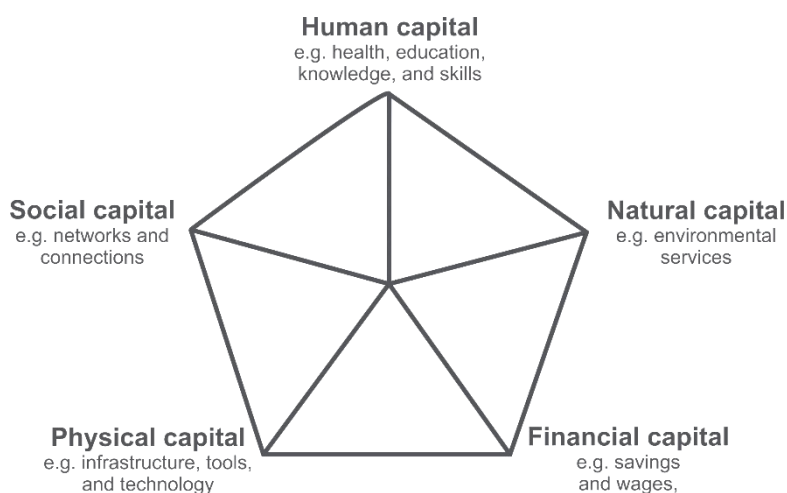 Human capital
e.g. health, education,
knowledge, and skills
Social capital
e.g. networks and
connections
Natural capital
e.g. environmental
services
Physical capital
e.g. infrastructure, tools,
and technology
Financial capital
e.g. savings
and wages,